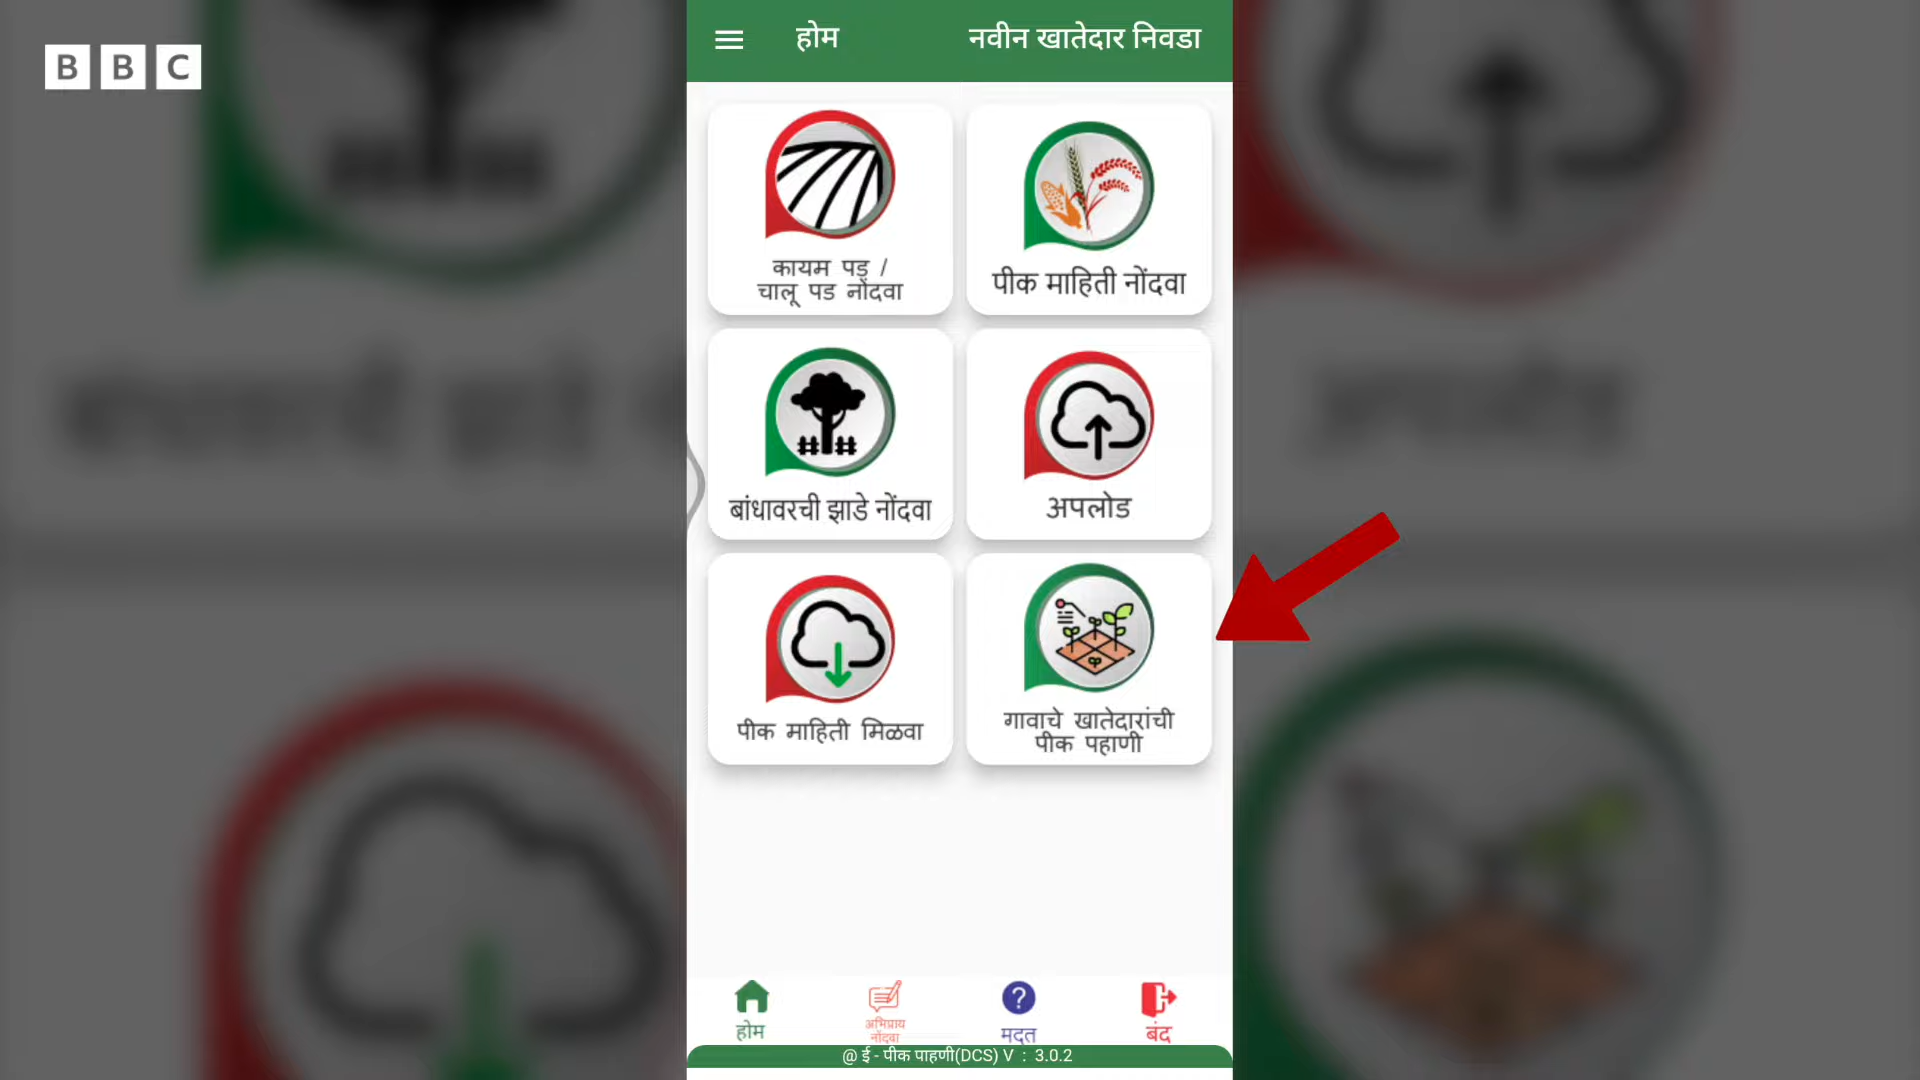 BBC
होम
नवीन खातेदार निवडा
कायम पड /
चालू पड नोंदवा
पीक माहिती नोंदवा
बांधावरची झाडे नोंदवा
अपलोड
पीक माहिती मिळवा
गावाचे खातेदारांची
पीक पहाणी
होम
अभिप्राय
नोंदवा
मदत
बंद
@ ई - पीक पाहणी(DCS) V : 3.0.2